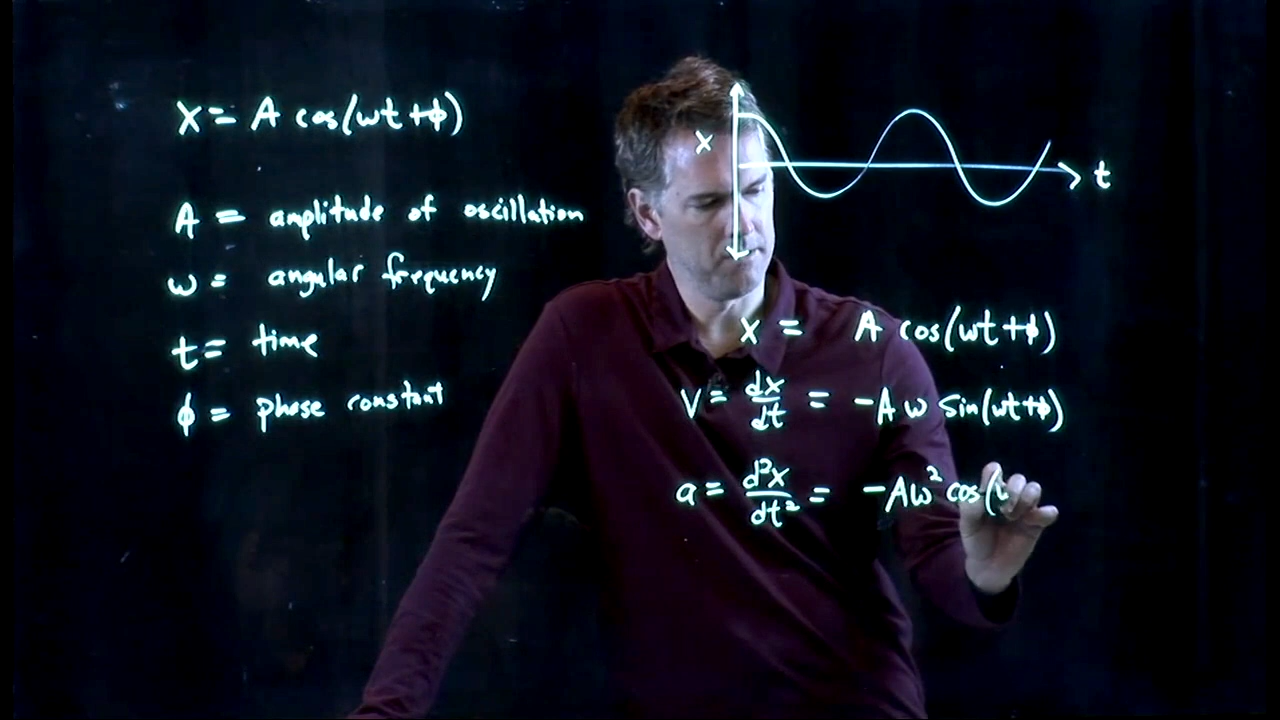 x = A cos(ωt+ϕ)
A = amplitude of oscillation
ω = angular frequency
t = time
ϕ = phase constant
x
t
x = A cos(ωt+ϕ)
v = dx/dt = -Aω sin(ωt+ϕ)
a = d²x/dt² = -Aω² cos(